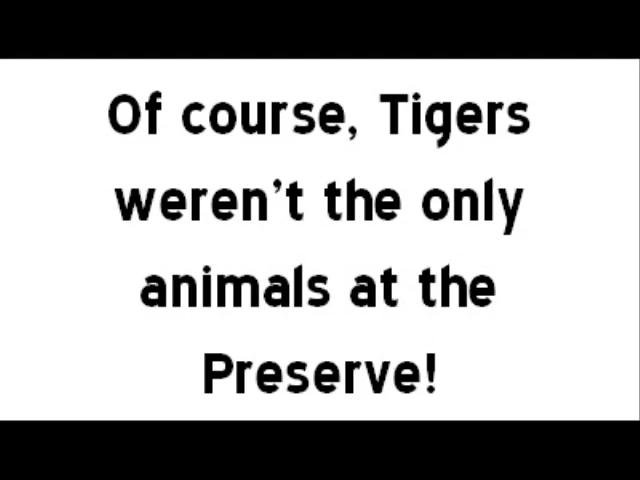 Of course, Tigers
weren't the only
animals at the
Preserve!